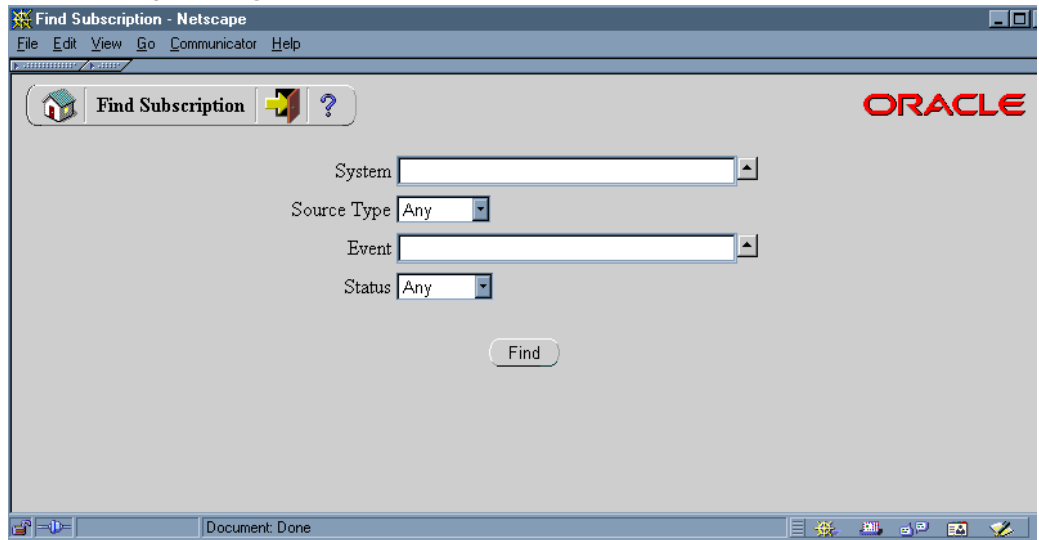 Find Subscription - Netscape
File Edit View Go Communicator Help
Find Subscription ?
ORACLE
System
Source Type Any
Event
Status Any
Find
Document: Done